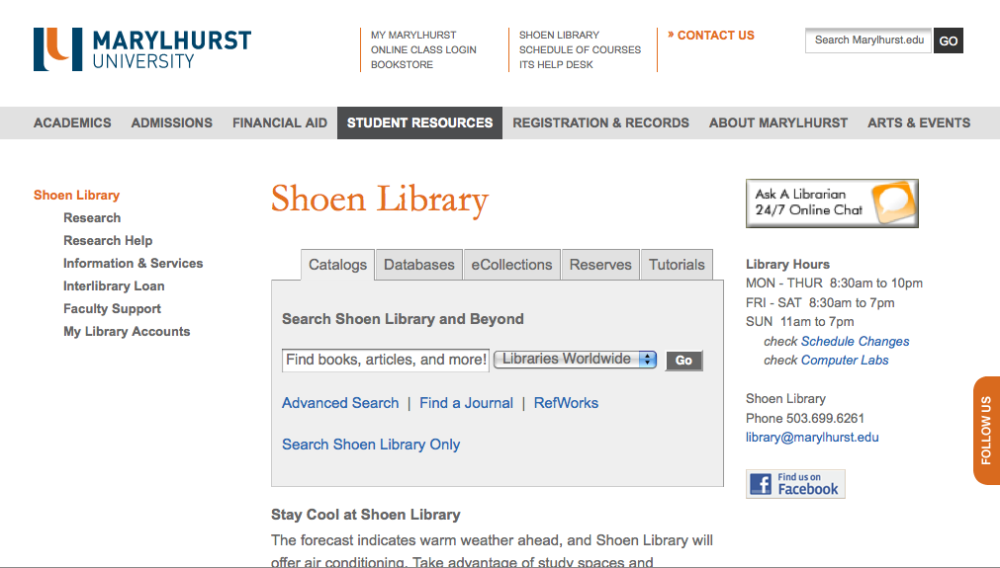 MARYLHURST
UNIVERSITY
MY MARYLHURST
ONLINE CLASS LOGIN
BOOKSTORE
SHOEN LIBRARY
SCHEDULE OF COURSES
ITS HELP DESK
» CONTACT US
Search Marylhurst.edu GO
ACADEMICS ADMISSIONS FINANCIAL AID STUDENT RESOURCES REGISTRATION & RECORDS ABOUT MARYLHURST ARTS & EVENTS
Shoen Library
Research
Research Help
Information & Services
Interlibrary Loan
Faculty Support
My Library Accounts
Shoen Library
Catalogs Databases eCollections Reserves Tutorials
Search Shoen Library and Beyond
Find books, articles, and more! Libraries Worldwide Go
Advanced Search | Find a Journal | RefWorks
Search Shoen Library Only
Stay Cool at Shoen Library
The forecast indicates warm weather ahead, and Shoen Library will
offer air conditioning. Take advantage of study spaces and
Ask A Librarian
24/7 Online Chat
Library Hours
MON - THUR 8:30am to 10pm
FRI - SAT 8:30am to 7pm
SUN 11am to 7pm
check Schedule Changes
check Computer Labs
Shoen Library
Phone 503.699.6261
library@marylhurst.edu
Find us on
Facebook
FOLLOW US